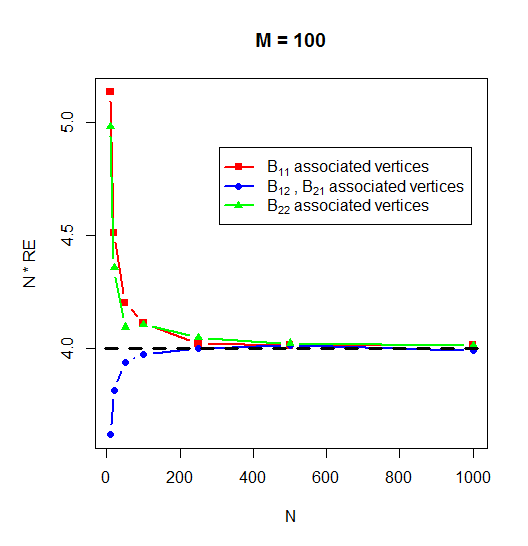 M = 100
N * RE
5.0
4.5
4.0
B₁₁ associated vertices
B₁₂ , B₂₁ associated vertices
B₂₂ associated vertices
0 200 400 600 800 1000
N